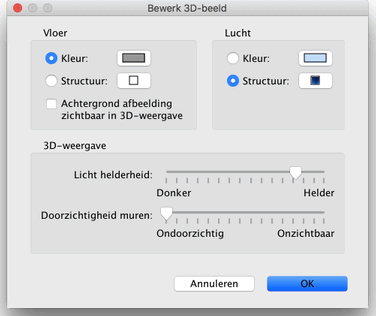 Bewerk 3D-beeld
Vloer
Kleur:
Structuur:
Achtergrond afbeelding
zichtbaar in 3D-weergave
Lucht
Kleur:
Structuur:
3D-weergave
Licht helderheid:
Donker Helder
Doorzichtigheid muren:
Ondoorzichtig Onzichtbaar
Annuleren OK